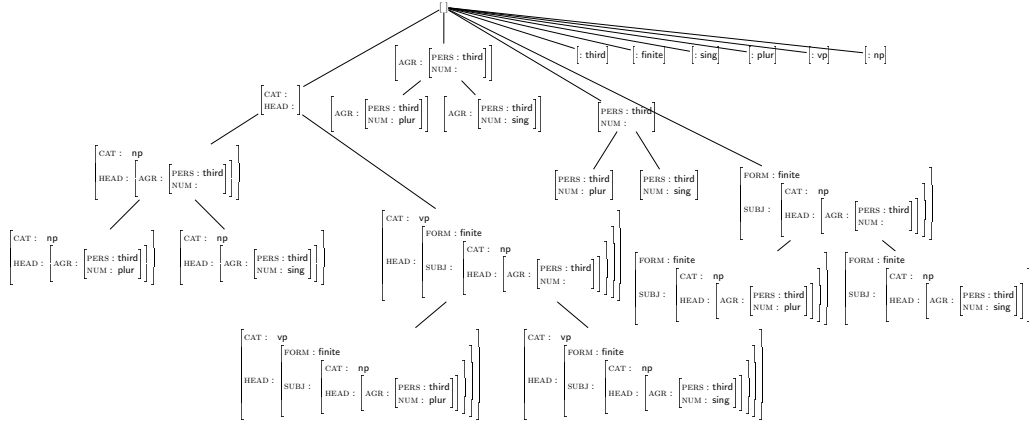 [ ]
[: third] [: finite] [: sing] [: plur] [: vp] [: np]
[AGR : [PERS : third
NUM : ]]
[CAT :
HEAD : ]
[AGR : [PERS : third
NUM : plur]]
[AGR : [PERS : third
NUM : sing]]
[PERS : third
NUM : ]
[CAT : np
HEAD : [AGR : [PERS : third
NUM : ]]]
[PERS : third
NUM : plur]
[PERS : third
NUM : sing]
[FORM : finite
SUBJ : [CAT : np
HEAD : [AGR : [PERS : third
NUM : ]]]]
[CAT : np
HEAD : [AGR : [PERS : third
NUM : plur]]]
[CAT : np
HEAD : [AGR : [PERS : third
NUM : sing]]]
[CAT : vp
HEAD : [FORM : finite
SUBJ : [CAT : np
HEAD : [AGR : [PERS : third
NUM : ]]]]]
[FORM : finite
SUBJ : [CAT : np
HEAD : [AGR : [PERS : third
NUM : plur]]]]
[FORM : finite
SUBJ : [CAT : np
HEAD : [AGR : [PERS : third
NUM : sing]]]]
[CAT : vp
HEAD : [FORM : finite
SUBJ : [CAT : np
HEAD : [AGR : [PERS : third
NUM : plur]]]]]
[CAT : vp
HEAD : [FORM : finite
SUBJ : [CAT : np
HEAD : [AGR : [PERS : third
NUM : sing]]]]]